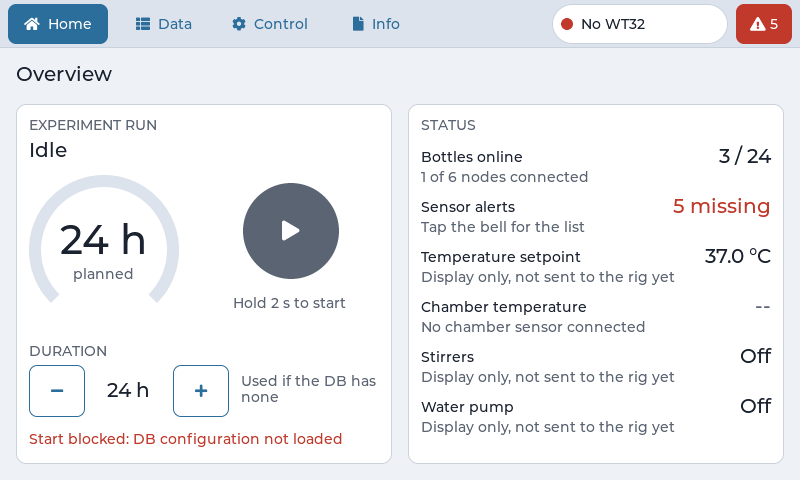 Home
Data
Control
Info
No WT32
5
Overview
EXPERIMENT RUN
Idle
24 h
planned
Hold 2 s to start
DURATION
−
24 h
+
Used if the DB has
none
Start blocked: DB configuration not loaded
STATUS
Bottles online
3 / 24
1 of 6 nodes connected
Sensor alerts
5 missing
Tap the bell for the list
Temperature setpoint
37.0 °C
Display only, not sent to the rig yet
Chamber temperature
--
No chamber sensor connected
Stirrers
Off
Display only, not sent to the rig yet
Water pump
Off
Display only, not sent to the rig yet